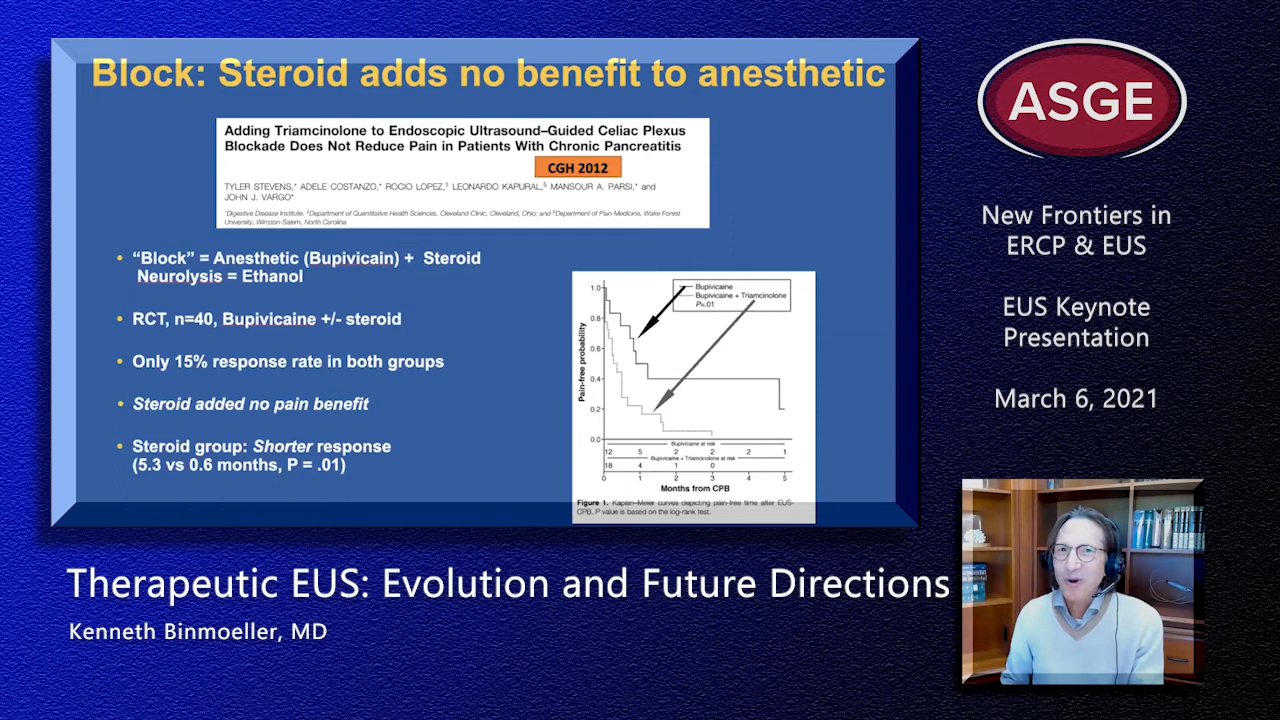 Block: Steroid adds no benefit to anesthetic
Adding Triamcinolone to Endoscopic Ultrasound–Guided Celiac Plexus
Blockade Does Not Reduce Pain in Patients With Chronic Pancreatitis
CGH 2012
TYLER STEVENS,* ADELE COSTANZO,* ROCIO LOPEZ,‡ LEONARDO KAPURAL,§ MANSOUR A. PARSI,* and
JOHN J. VARGO*
*Digestive Disease Institute, ‡Department of Quantitative Health Sciences, Cleveland Clinic, Cleveland, Ohio; and §Department of Pain Medicine, Wake Forest
University, Winston-Salem, North Carolina
• “Block” = Anesthetic (Bupivicain) + Steroid
Neurolysis = Ethanol
• RCT, n=40, Bupivicaine +/- steroid
• Only 15% response rate in both groups
• Steroid added no pain benefit
• Steroid group: Shorter response
(5.3 vs 0.6 months, P = .01)
Bupivicaine
Bupivicaine + Triamcinolone
P=.01
Pain-free probability
1.0
0.8
0.6
0.4
0.2
0.0
Bupivicaine at risk
12 5 2 2 2 1
Bupivicaine + Triamcinolone at risk
18 4 1 0
0 1 2 3 4 5
Months from CPB
Figure 1. Kaplan–Meier curves depicting pain-free time after EUS-
CPB. P value is based on the log-rank test.
ASGE
New Frontiers in
ERCP & EUS
EUS Keynote
Presentation
March 6, 2021
Therapeutic EUS: Evolution and Future Directions
Kenneth Binmoeller, MD